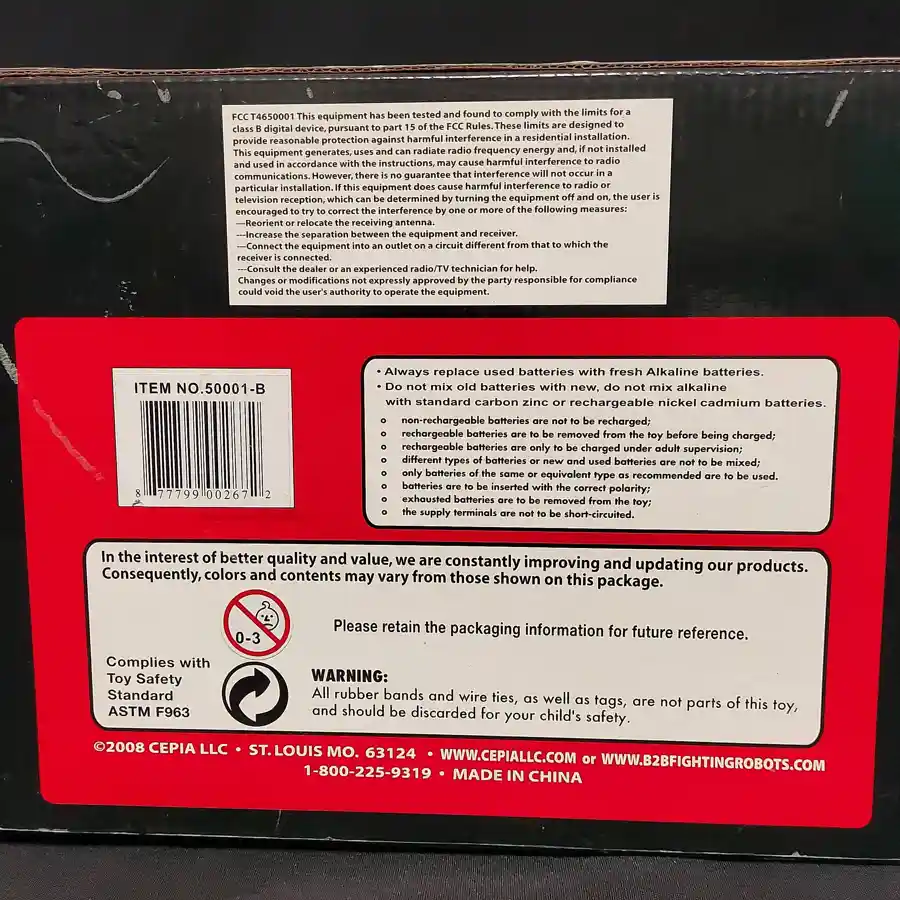 FCC T4650001 This equipment has been tested and found to comply with the limits for a
class B digital device, pursuant to part 15 of the FCC Rules. These limits are designed to
provide reasonable protection against harmful interference in a residential installation.
This equipment generates, uses and can radiate radio frequency energy and, if not installed
and used in accordance with the instructions, may cause harmful interference to radio
communications. However, there is no guarantee that interference will not occur in a
particular installation. If this equipment does cause harmful interference to radio or
television reception, which can be determined by turning the equipment off and on, the user is
encouraged to try to correct the interference by one or more of the following measures:
---Reorient or relocate the receiving antenna.
---Increase the separation between the equipment and receiver.
---Connect the equipment into an outlet on a circuit different from that to which the
receiver is connected.
---Consult the dealer or an experienced radio/TV technician for help.
Changes or modifications not expressly approved by the party responsible for compliance
could void the user's authority to operate the equipment.
ITEM NO.50001-B
8 77799 00267 2
• Always replace used batteries with fresh Alkaline batteries.
• Do not mix old batteries with new, do not mix alkaline
with standard carbon zinc or rechargeable nickel cadmium batteries.
o non-rechargeable batteries are not to be recharged;
o rechargeable batteries are to be removed from the toy before being charged;
o rechargeable batteries are only to be charged under adult supervision;
o different types of batteries or new and used batteries are not to be mixed;
o only batteries of the same or equivalent type as recommended are to be used.
o batteries are to be inserted with the correct polarity;
o exhausted batteries are to be removed from the toy;
o the supply terminals are not to be short-circuited.
In the interest of better quality and value, we are constantly improving and updating our products.
Consequently, colors and contents may vary from those shown on this package.
0-3
Please retain the packaging information for future reference.
Complies with
Toy Safety
Standard
ASTM F963
WARNING:
All rubber bands and wire ties, as well as tags, are not parts of this toy,
and should be discarded for your child's safety.
©2008 CEPIA LLC • ST. LOUIS MO. 63124 • WWW.CEPIALLC.COM or WWW.B2BFIGHTINGROBOTS.COM
1-800-225-9319 • MADE IN CHINA